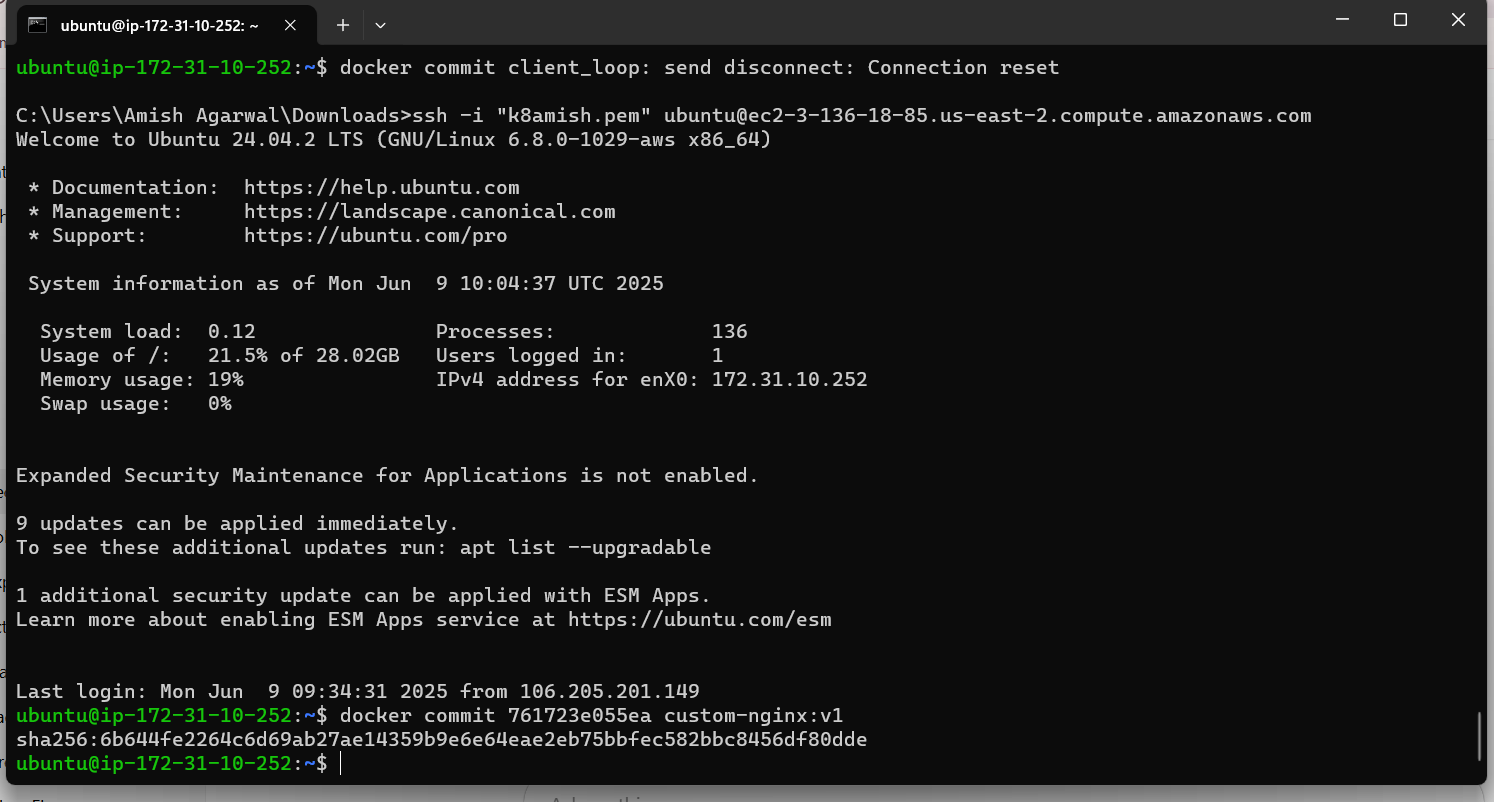 ubuntu@ip-172-31-10-252: ~
ubuntu@ip-172-31-10-252:~$ docker commit client_loop: send disconnect: Connection reset
C:\Users\Amish Agarwal\Downloads>ssh -i "k8amish.pem" ubuntu@ec2-3-136-18-85.us-east-2.compute.amazonaws.com
Welcome to Ubuntu 24.04.2 LTS (GNU/Linux 6.8.0-1029-aws x86_64)
* Documentation:  https://help.ubuntu.com
* Management:     https://landscape.canonical.com
* Support:        https://ubuntu.com/pro
System information as of Mon Jun  9 10:04:37 UTC 2025
System load:  0.12               Processes:             136
Usage of /:   21.5% of 28.02GB   Users logged in:       1
Memory usage: 19%                IPv4 address for enX0: 172.31.10.252
Swap usage:   0%
Expanded Security Maintenance for Applications is not enabled.
9 updates can be applied immediately.
To see these additional updates run: apt list --upgradable
1 additional security update can be applied with ESM Apps.
Learn more about enabling ESM Apps service at https://ubuntu.com/esm
Last login: Mon Jun  9 09:34:31 2025 from 106.205.201.149
ubuntu@ip-172-31-10-252:~$ docker commit 761723e055ea custom-nginx:v1
sha256:6b644fe2264c6d69ab27ae14359b9e6e64eae2eb75bbfec582bbc8456df80dde
ubuntu@ip-172-31-10-252:~$